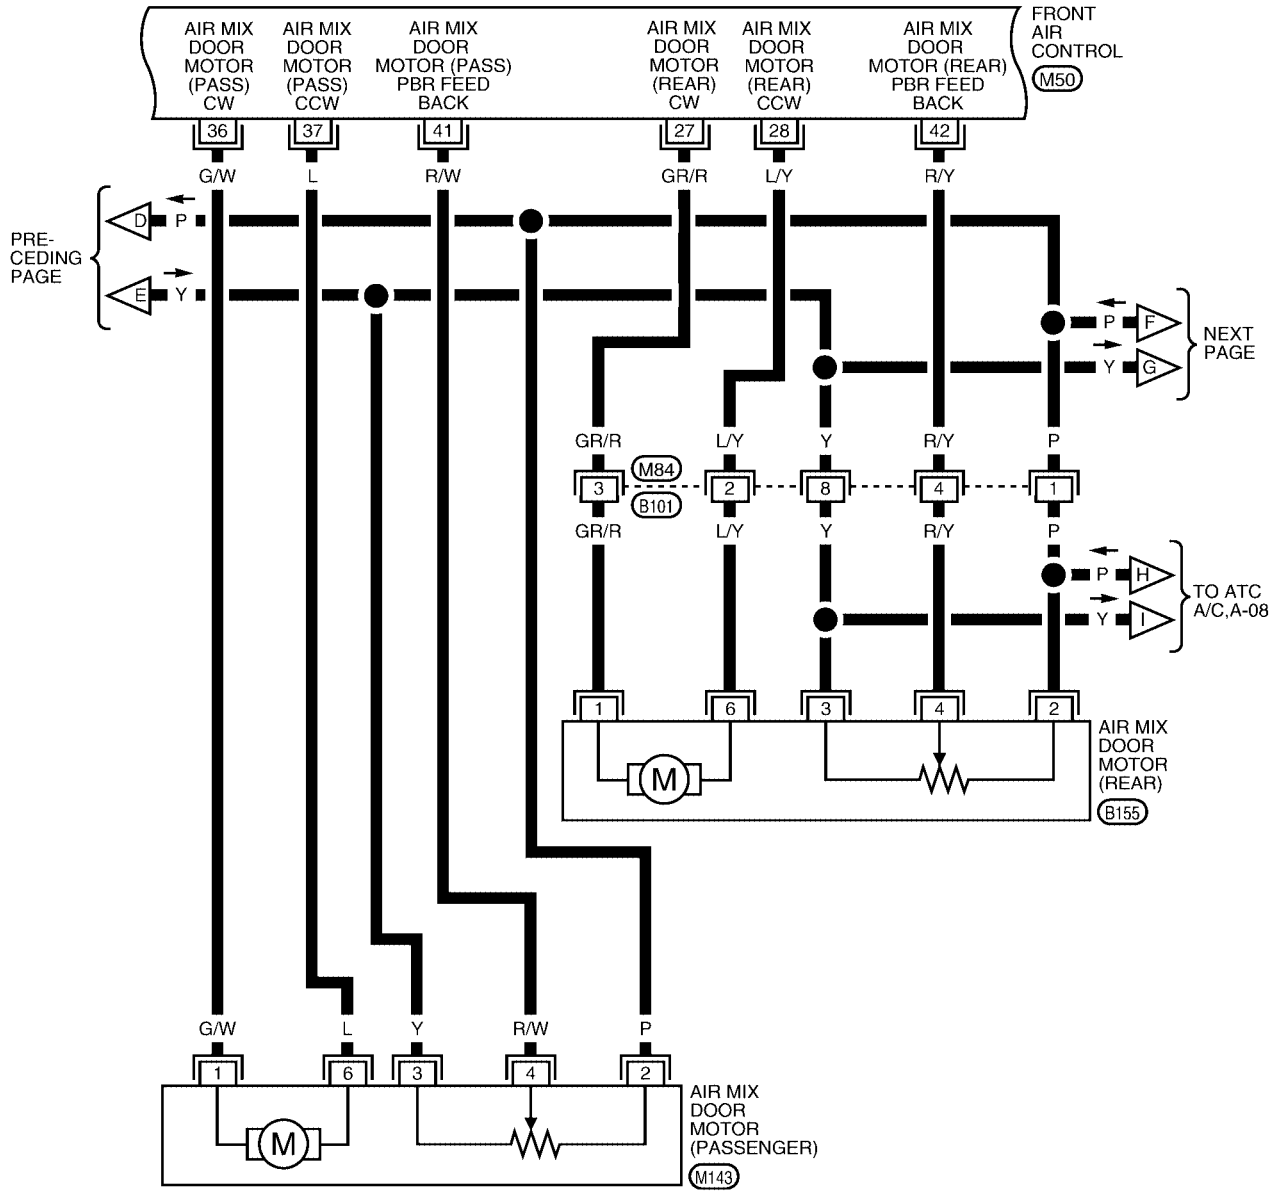 AIR MIX
DOOR
MOTOR
(PASS)
CW
AIR MIX
DOOR
MOTOR
(PASS)
CCW
AIR MIX
DOOR
MOTOR (PASS)
PBR FEED
BACK
AIR MIX
DOOR
MOTOR
(REAR)
CW
AIR MIX
DOOR
MOTOR
(REAR)
CCW
AIR MIX
DOOR
MOTOR (REAR)
PBR FEED
BACK
FRONT
AIR
CONTROL
M50
36 37 41 27 28 42
G/W L R/W GR/R L/Y R/Y
PRE-
CEDING
PAGE
D P
E Y
P F
Y G
NEXT
PAGE
GR/R L/Y Y R/Y P
M84
3 2 8 4 1
B101
GR/R L/Y Y R/Y P
P H
Y I
TO ATC
A/C,A-08
1 6 3 4 2
M
AIR MIX
DOOR
MOTOR
(REAR)
B155
G/W L Y R/W P
1 6 3 4 2
M
AIR MIX
DOOR
MOTOR
(PASSENGER)
M143